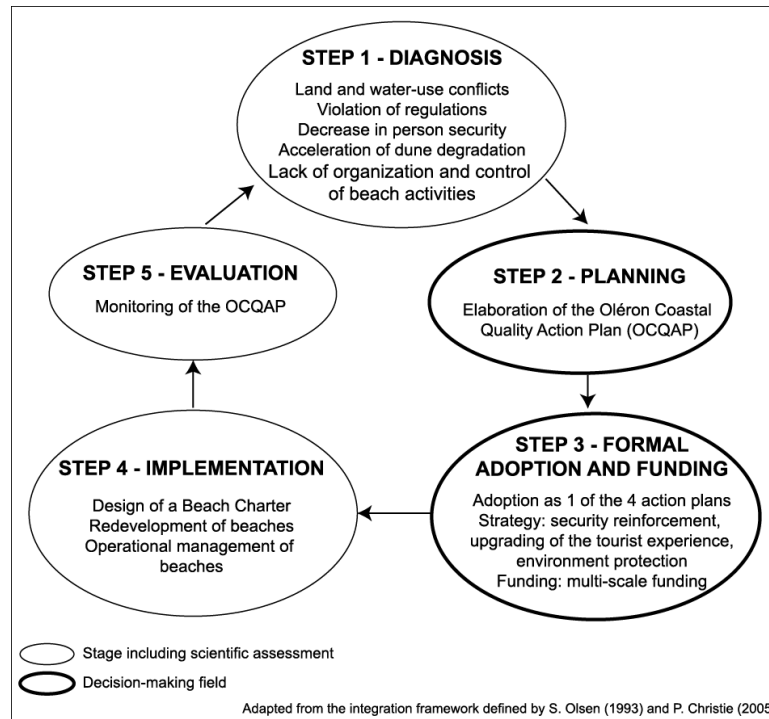 STEP 1 - DIAGNOSIS
Land and water-use conflicts
Violation of regulations
Decrease in person security
Acceleration of dune degradation
Lack of organization and control
of beach activities
STEP 2 - PLANNING
Elaboration of the Oléron Coastal
Quality Action Plan (OCQAP)
STEP 3 - FORMAL
ADOPTION AND FUNDING
Adoption as 1 of the 4 action plans
Strategy: security reinforcement,
upgrading of the tourist experience,
environment protection
Funding: multi-scale funding
STEP 4 - IMPLEMENTATION
Design of a Beach Charter
Redevelopment of beaches
Operational management of
beaches
STEP 5 - EVALUATION
Monitoring of the OCQAP
Stage including scientific assessment
Decision-making field
Adapted from the integration framework defined by S. Olsen (1993) and P. Christie (2005